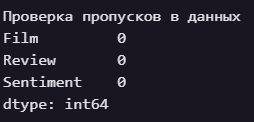 Проверка пропусков в данных
Film 0
Review 0
Sentiment 0
dtype: int64